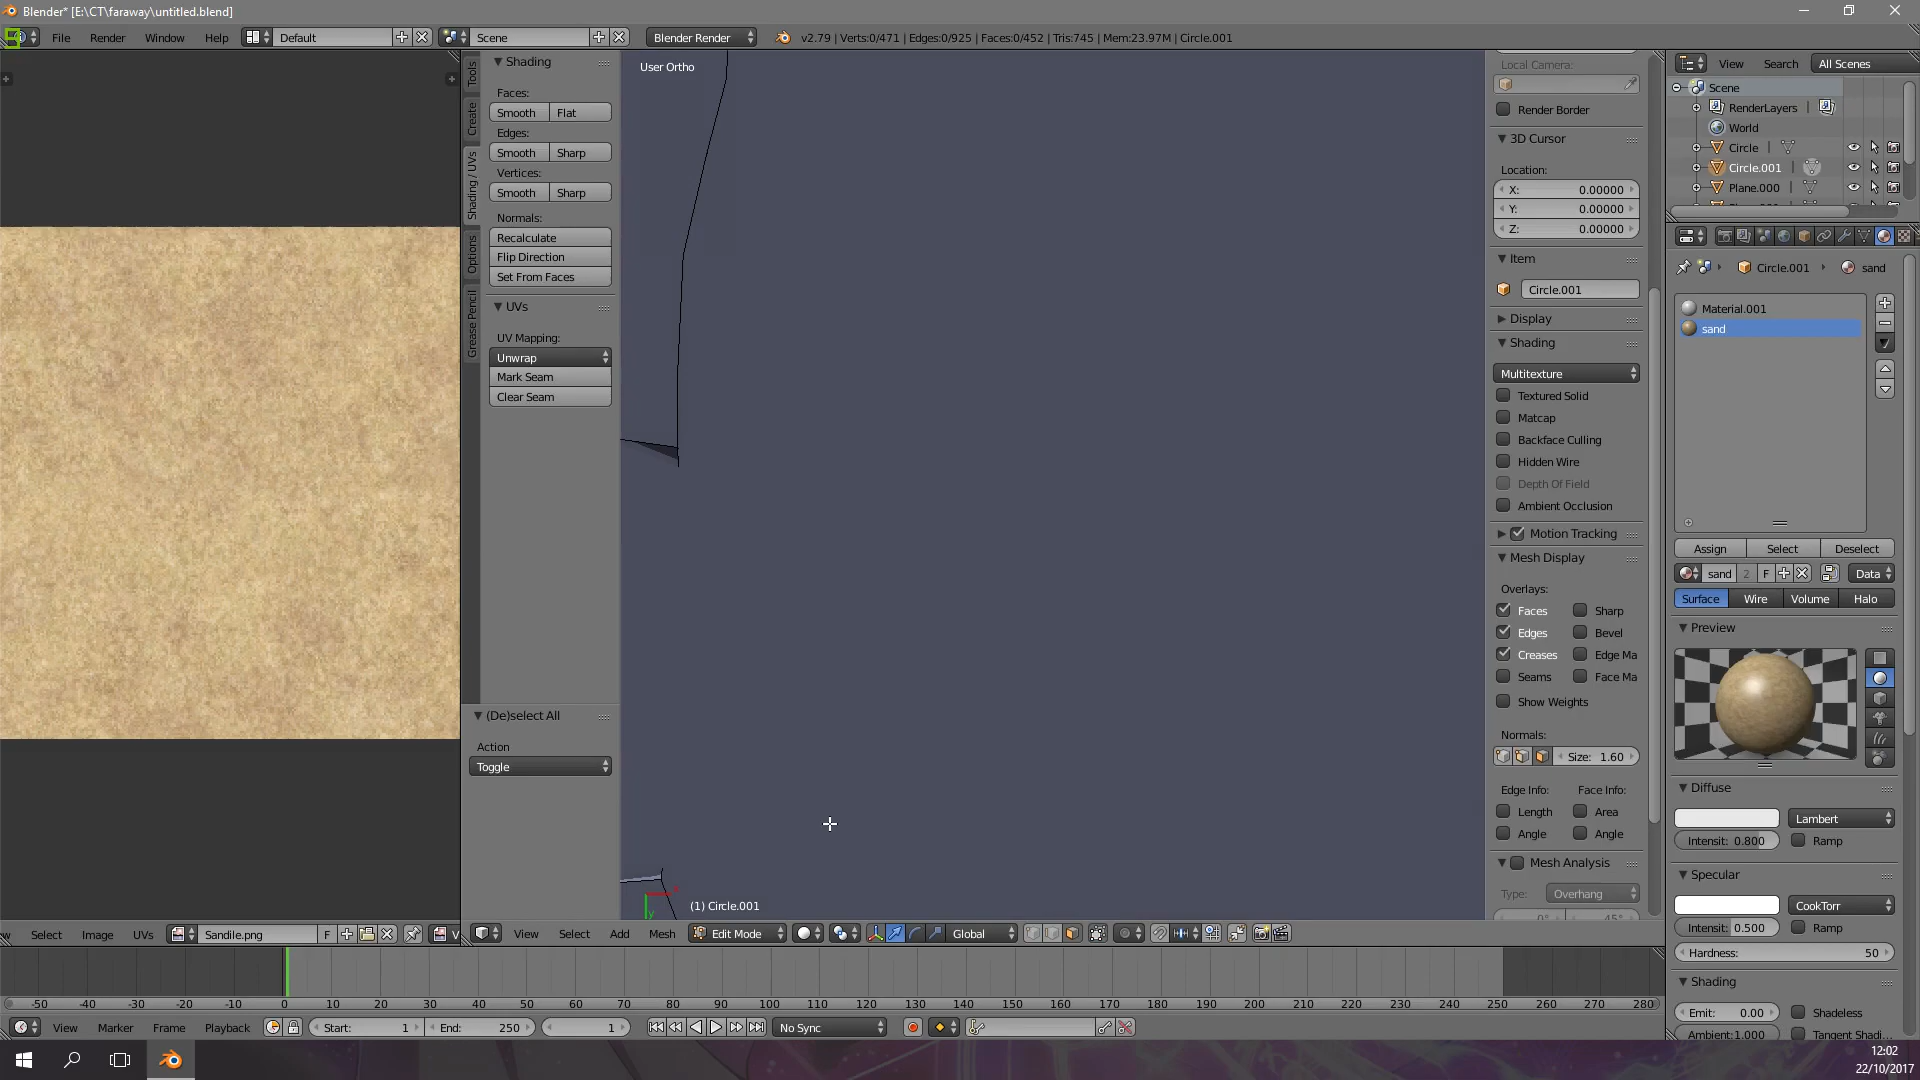 Blender* [E:\CT\faraway\untitled.blend]
File Render Window Help Default Scene Blender Render v2.79 | Verts:0/471 | Edges:0/925 | Faces:0/452 | Tris:745 | Mem:23.97M | Circle.001
Tools
Create
Shading / UVs
Options
Grease Pencil
Shading
Faces:
Smooth Flat
Edges:
Smooth Sharp
Vertices:
Smooth Sharp
Normals:
Recalculate
Flip Direction
Set From Faces
UVs
UV Mapping:
Unwrap
Mark Seam
Clear Seam
(De)select All
Action
Toggle
User Ortho
(1) Circle.001
Local Camera:
Render Border
3D Cursor
Location:
X: 0.00000
Y: 0.00000
Z: 0.00000
Item
Circle.001
Display
Shading
Multitexture
Textured Solid
Matcap
Backface Culling
Hidden Wire
Depth Of Field
Ambient Occlusion
Motion Tracking
Mesh Display
Overlays:
Faces Sharp
Edges Bevel
Creases Edge Ma
Seams Face Ma
Show Weights
Normals:
Size: 1.60
Edge Info: Face Info:
Length Area
Angle Angle
Mesh Analysis
Type: Overhang
View Search All Scenes
Scene
RenderLayers
World
Circle
Circle.001
Plane.000
Circle.001 sand
Material.001
sand
Assign Select Deselect
sand 2 F Data
Surface Wire Volume Halo
Preview
Diffuse
Lambert
Intensit: 0.800 Ramp
Specular
CookTorr
Intensit: 0.500 Ramp
Hardness: 50
Shading
Emit: 0.00 Shadeless
Ambient:1.000 Tangent Shadi...
Select Image UVs Sandile.png F V
View Select Add Mesh Edit Mode Global
-50 -40 -30 -20 -10 0 10 20 30 40 50 60 70 80 90 100 110 120 130 140 150 160 170 180 190 200 210 220 230 240 250 260 270 280
View Marker Frame Playback Start: 1 End: 250 1 No Sync
12:02
22/10/2017